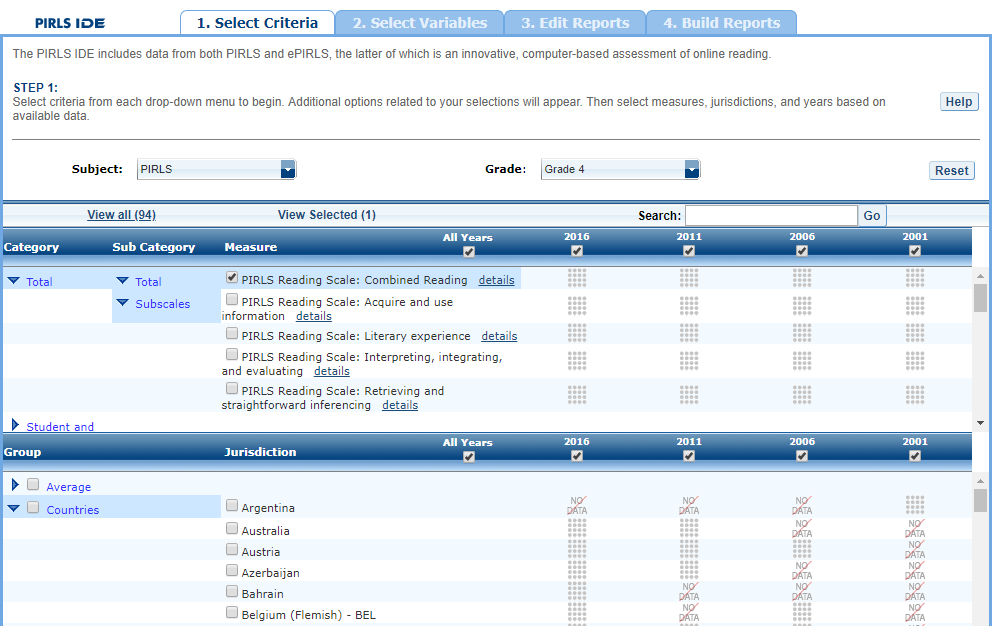 PIRLS IDE
1. Select Criteria
2. Select Variables
3. Edit Reports
4. Build Reports
The PIRLS IDE includes data from both PIRLS and ePIRLS, the latter of which is an innovative, computer-based assessment of online reading.
STEP 1:
Select criteria from each drop-down menu to begin. Additional options related to your selections will appear. Then select measures, jurisdictions, and years based on
available data.
Help
Subject: PIRLS Grade: Grade 4 Reset
View all (94) View Selected (1) Search: Go
Category Sub Category Measure All Years 2016 2011 2006 2001
Total Total PIRLS Reading Scale: Combined Reading details
Subscales PIRLS Reading Scale: Acquire and use
information details
PIRLS Reading Scale: Literary experience details
PIRLS Reading Scale: Interpreting, integrating,
and evaluating details
PIRLS Reading Scale: Retrieving and
straightforward inferencing details
Student and
Group Jurisdiction All Years 2016 2011 2006 2001
Average
Countries Argentina NO DATA NO DATA NO DATA
Australia NO DATA NO DATA
Austria NO DATA
Azerbaijan NO DATA NO DATA
Bahrain NO DATA NO DATA NO DATA
Belgium (Flemish) - BEL NO DATA NO DATA